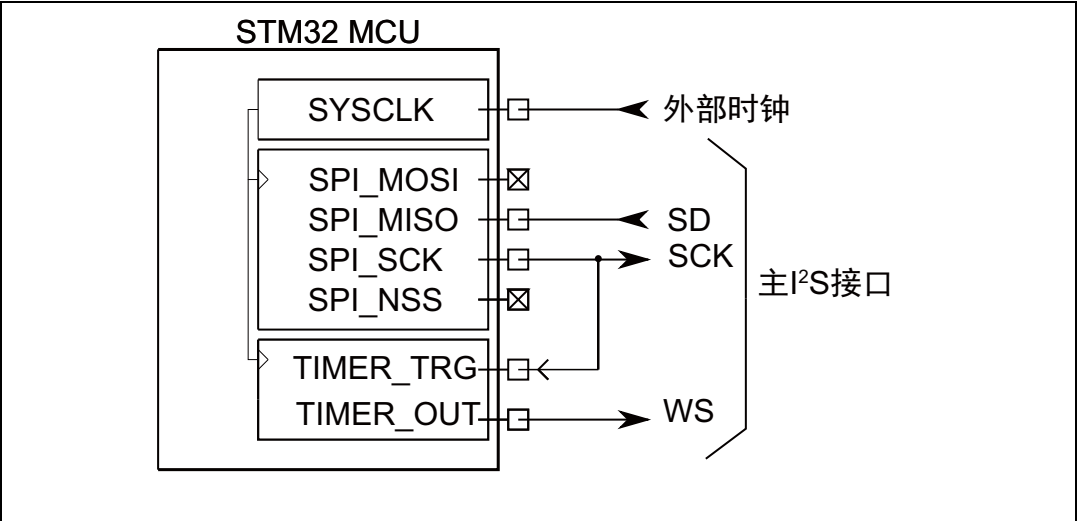 STM32 MCU
SYSCLK
外部时钟
SPI_MOSI
SPI_MISO
SD
SPI_SCK
SCK
主I²S接口
SPI_NSS
TIMER_TRG
TIMER_OUT
WS